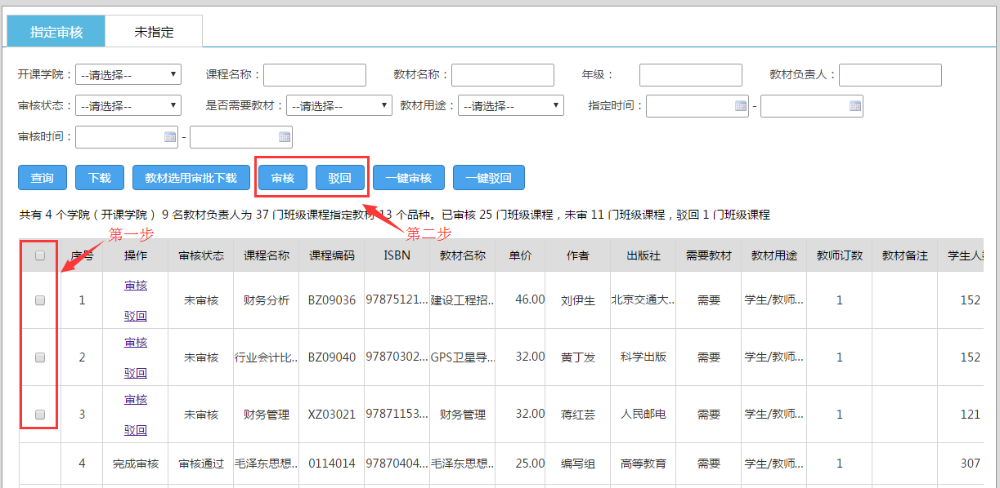 指定审核 未指定
开课学院： --请选择-- 课程名称： 教材名称： 年级： 教材负责人：
审核状态： --请选择-- 是否需要教材： --请选择-- 教材用途： --请选择-- 指定时间： -
审核时间： -
查询 下载 教材选用审批下载 审核 驳回 一键审核 一键驳回
共有 4 个学院（开课学院）9 名教材负责人为 37 门班级课程指定教材 13 个品种。已审核 25 门班级课程，未审 11 门班级课程，驳回 1 门班级课程
第一步 第二步
序号 操作 审核状态 课程名称 课程编码 ISBN 教材名称 单价 作者 出版社 需要教材 教材用途 教师订数 教材备注 学生人
审核
1 未审核 财务分析 BZ09036 97875121... 建设工程招... 46.00 刘伊生 北京交通大... 需要 学生/教师... 1 152
驳回
审核
2 未审核 行业会计比... BZ09040 97870302... GPS卫星导... 32.00 黄丁发 科学出版 需要 学生/教师... 1 152
驳回
审核
3 未审核 财务管理 XZ03021 97871153... 财务管理 32.00 蒋红芸 人民邮电 需要 学生/教师... 1 121
驳回
4 完成审核 审核通过 毛泽东思想... 0114014 97870404... 毛泽东思想... 25.00 编写组 高等教育 需要 学生/教师... 1 307